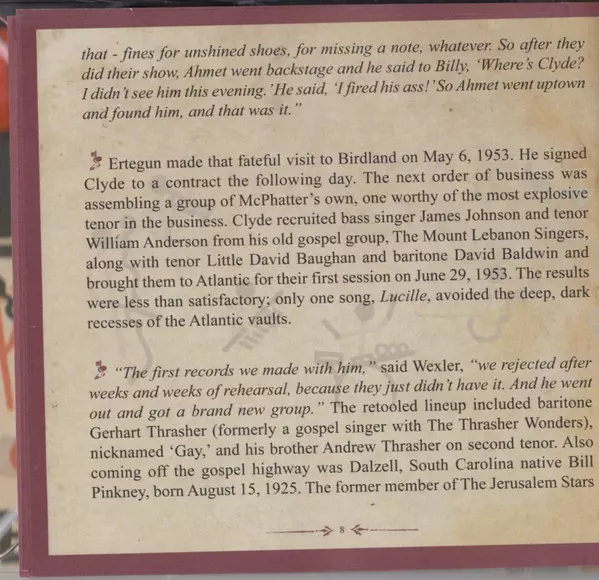 that - fines for unshined shoes, for missing a note, whatever. So after they
did their show, Ahmet went backstage and he said to Billy, ‘Where’s Clyde?
I didn’t see him this evening.’ He said, ‘I fired his ass!’ So Ahmet went uptown
and found him, and that was it.”
Ertegun made that fateful visit to Birdland on May 6, 1953. He signed
Clyde to a contract the following day. The next order of business was
assembling a group of McPhatter’s own, one worthy of the most explosive
tenor in the business. Clyde recruited bass singer James Johnson and tenor
William Anderson from his old gospel group, The Mount Lebanon Singers,
along with tenor Little David Baughan and baritone David Baldwin and
brought them to Atlantic for their first session on June 29, 1953. The results
were less than satisfactory; only one song, Lucille, avoided the deep, dark
recesses of the Atlantic vaults.
“The first records we made with him,” said Wexler, “we rejected after
weeks and weeks of rehearsal, because they just didn’t have it. And he went
out and got a brand new group.” The retooled lineup included baritone
Gerhart Thrasher (formerly a gospel singer with The Thrasher Wonders),
nicknamed ‘Gay,’ and his brother Andrew Thrasher on second tenor. Also
coming off the gospel highway was Dalzell, South Carolina native Bill
Pinkney, born August 15, 1925. The former member of The Jerusalem Stars
8